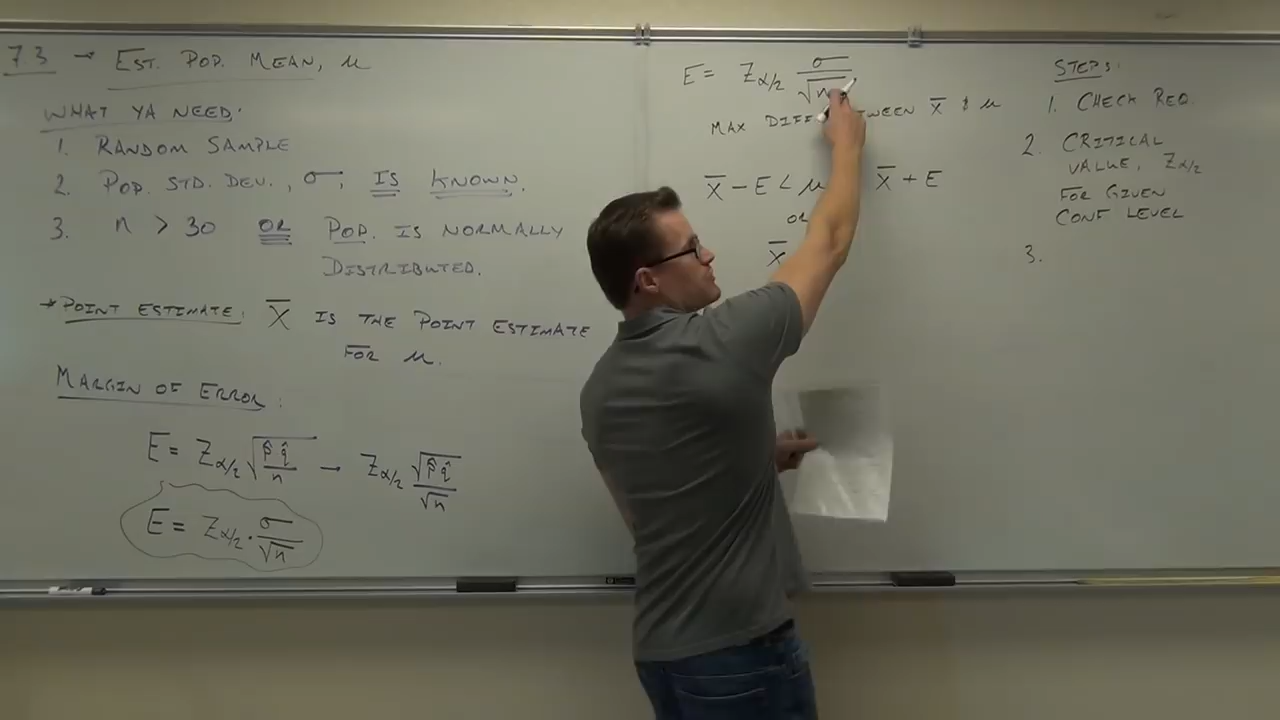 7.3 → EST. POP. MEAN, μ
WHAT YA NEED:
1. RANDOM SAMPLE
2. POP. STD. DEV., σ, IS KNOWN.
3. n > 30 OR POP. IS NORMALLY
DISTRIBUTED.
*POINT ESTIMATE: x̄ IS THE POINT ESTIMATE
FOR μ.
MARGIN OF ERROR:
E = Zα/2 √(p̂ q̂ / n) → Zα/2 √(p̂ q̂) / √n
E = Zα/2 · σ/√n
E = Zα/2 σ/√n
MAX x̄ & μ
x̄ − E < μ x̄ + E
OR
x̄
STEPS:
1. CHECK REQ.
2. CRITICAL
VALUE, Zα/2
FOR GIVEN
CONF LEVEL
3.